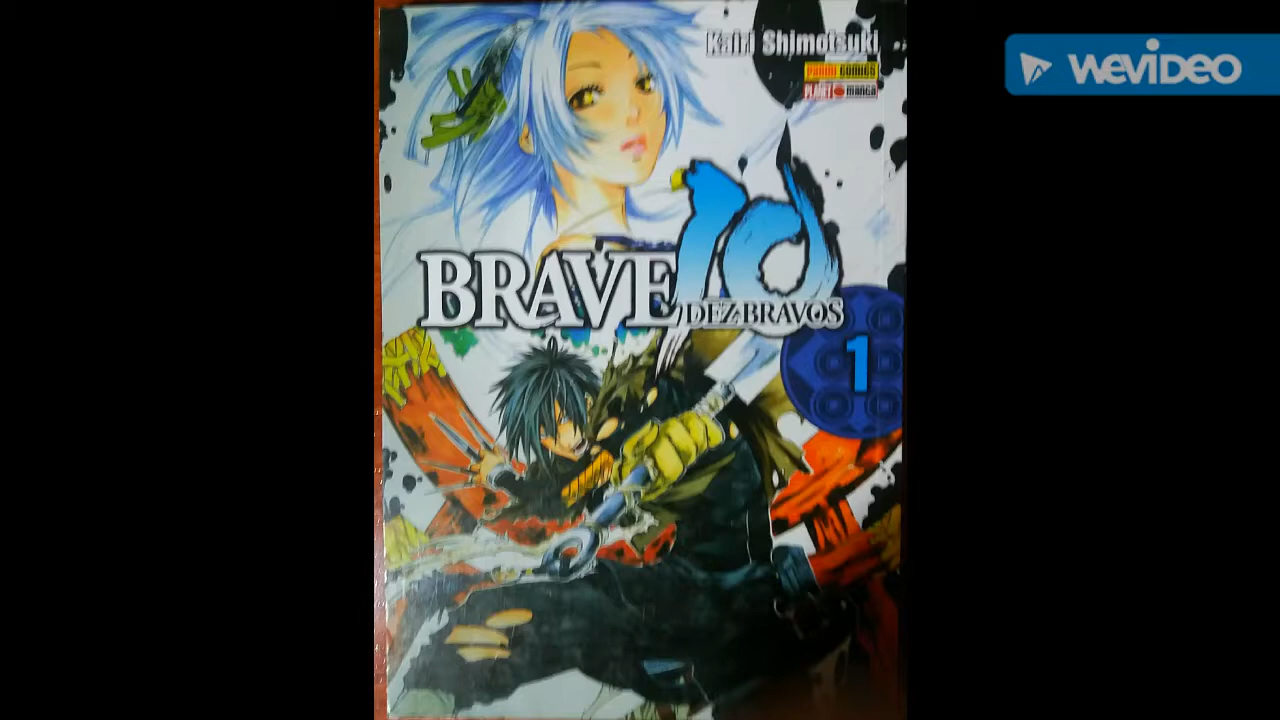 Kairi Shimotsuki
PANINI COMICS
PLANET manga
WEVIDEO
BRAVE 10
DEZ BRAVOS
1